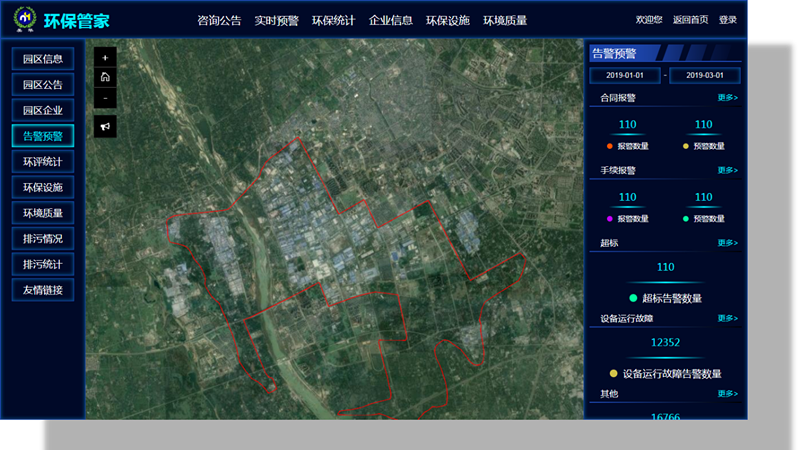 环保管家
咨询公告 实时预警 环保统计 企业信息 环保设施 环境质量
欢迎您 返回首页 登录
园区信息
园区公告
园区企业
告警预警
环评统计
环保设施
环境质量
排污情况
排污统计
友情链接
+
-
告警预警
2019-01-01 - 2019-03-01
合同报警 更多>
110 110
报警数量 预警数量
手续报警 更多>
110 110
报警数量 预警数量
超标 更多>
110
超标告警数量
设备运行故障 更多>
12352
设备运行故障告警数量
其他 更多>
16766